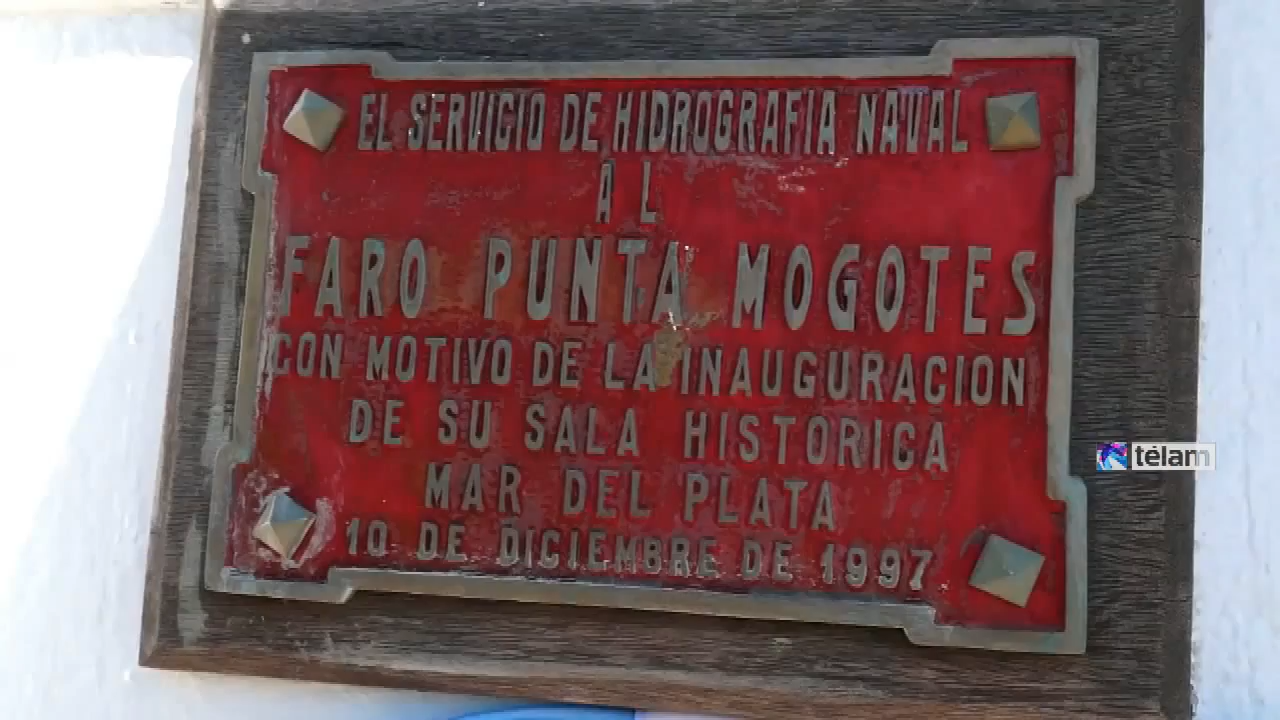 EL SERVICIO DE HIDROGRAFIA NAVAL
AL
FARO PUNTA MOGOTES
CON MOTIVO DE LA INAUGURACION
DE SU SALA HISTORICA
MAR DEL PLATA
10 DE DICIEMBRE DE 1997
télam